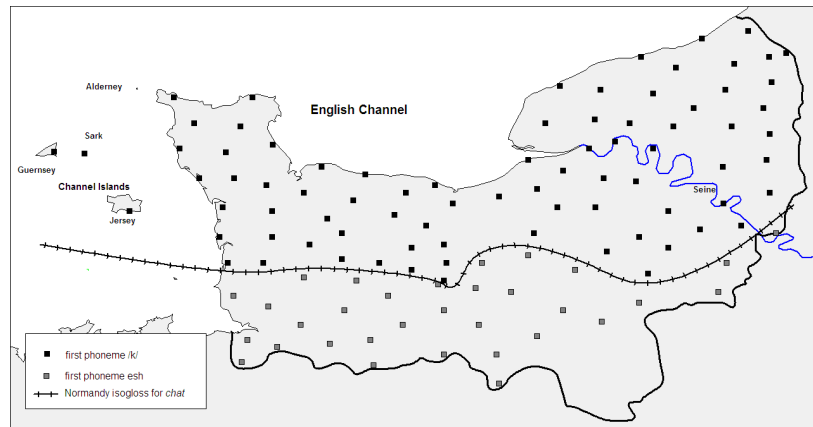 Alderney
English Channel
Sark
Guernsey
Channel Islands
Seine
Jersey
first phoneme /k/
first phoneme esh
Normandy isogloss for chat